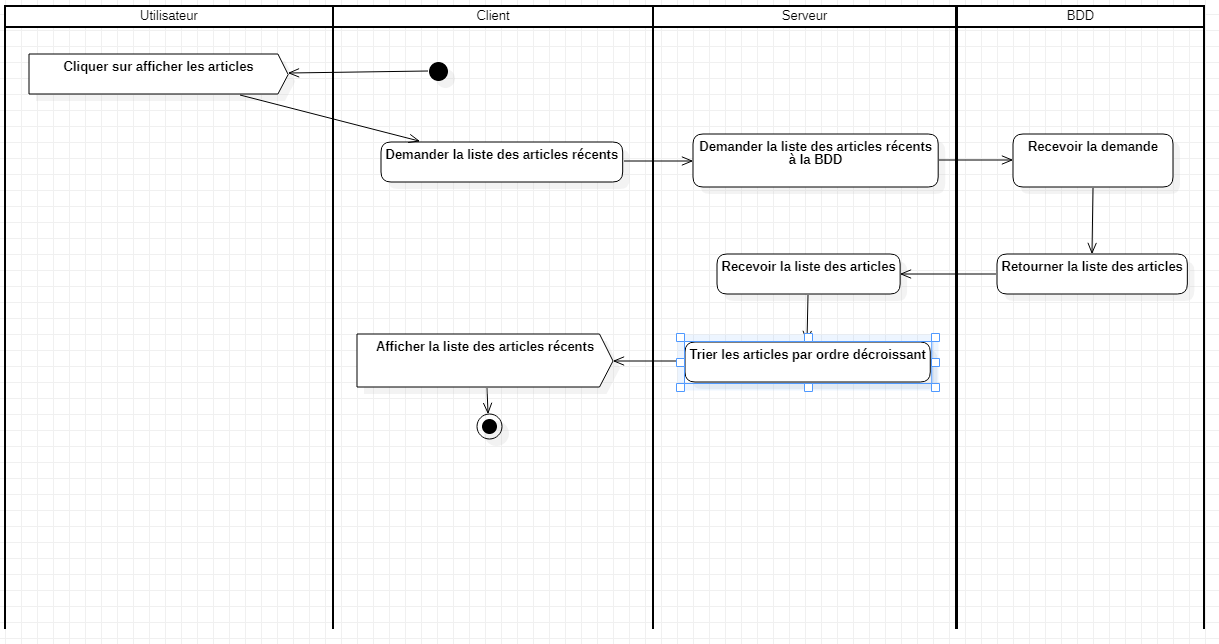 Utilisateur
Client
Serveur
BDD
Cliquer sur afficher les articles
Demander la liste des articles récents
Demander la liste des articles récents
à la BDD
Recevoir la demande
Recevoir la liste des articles
Retourner la liste des articles
Afficher la liste des articles récents
Trier les articles par ordre décroissant